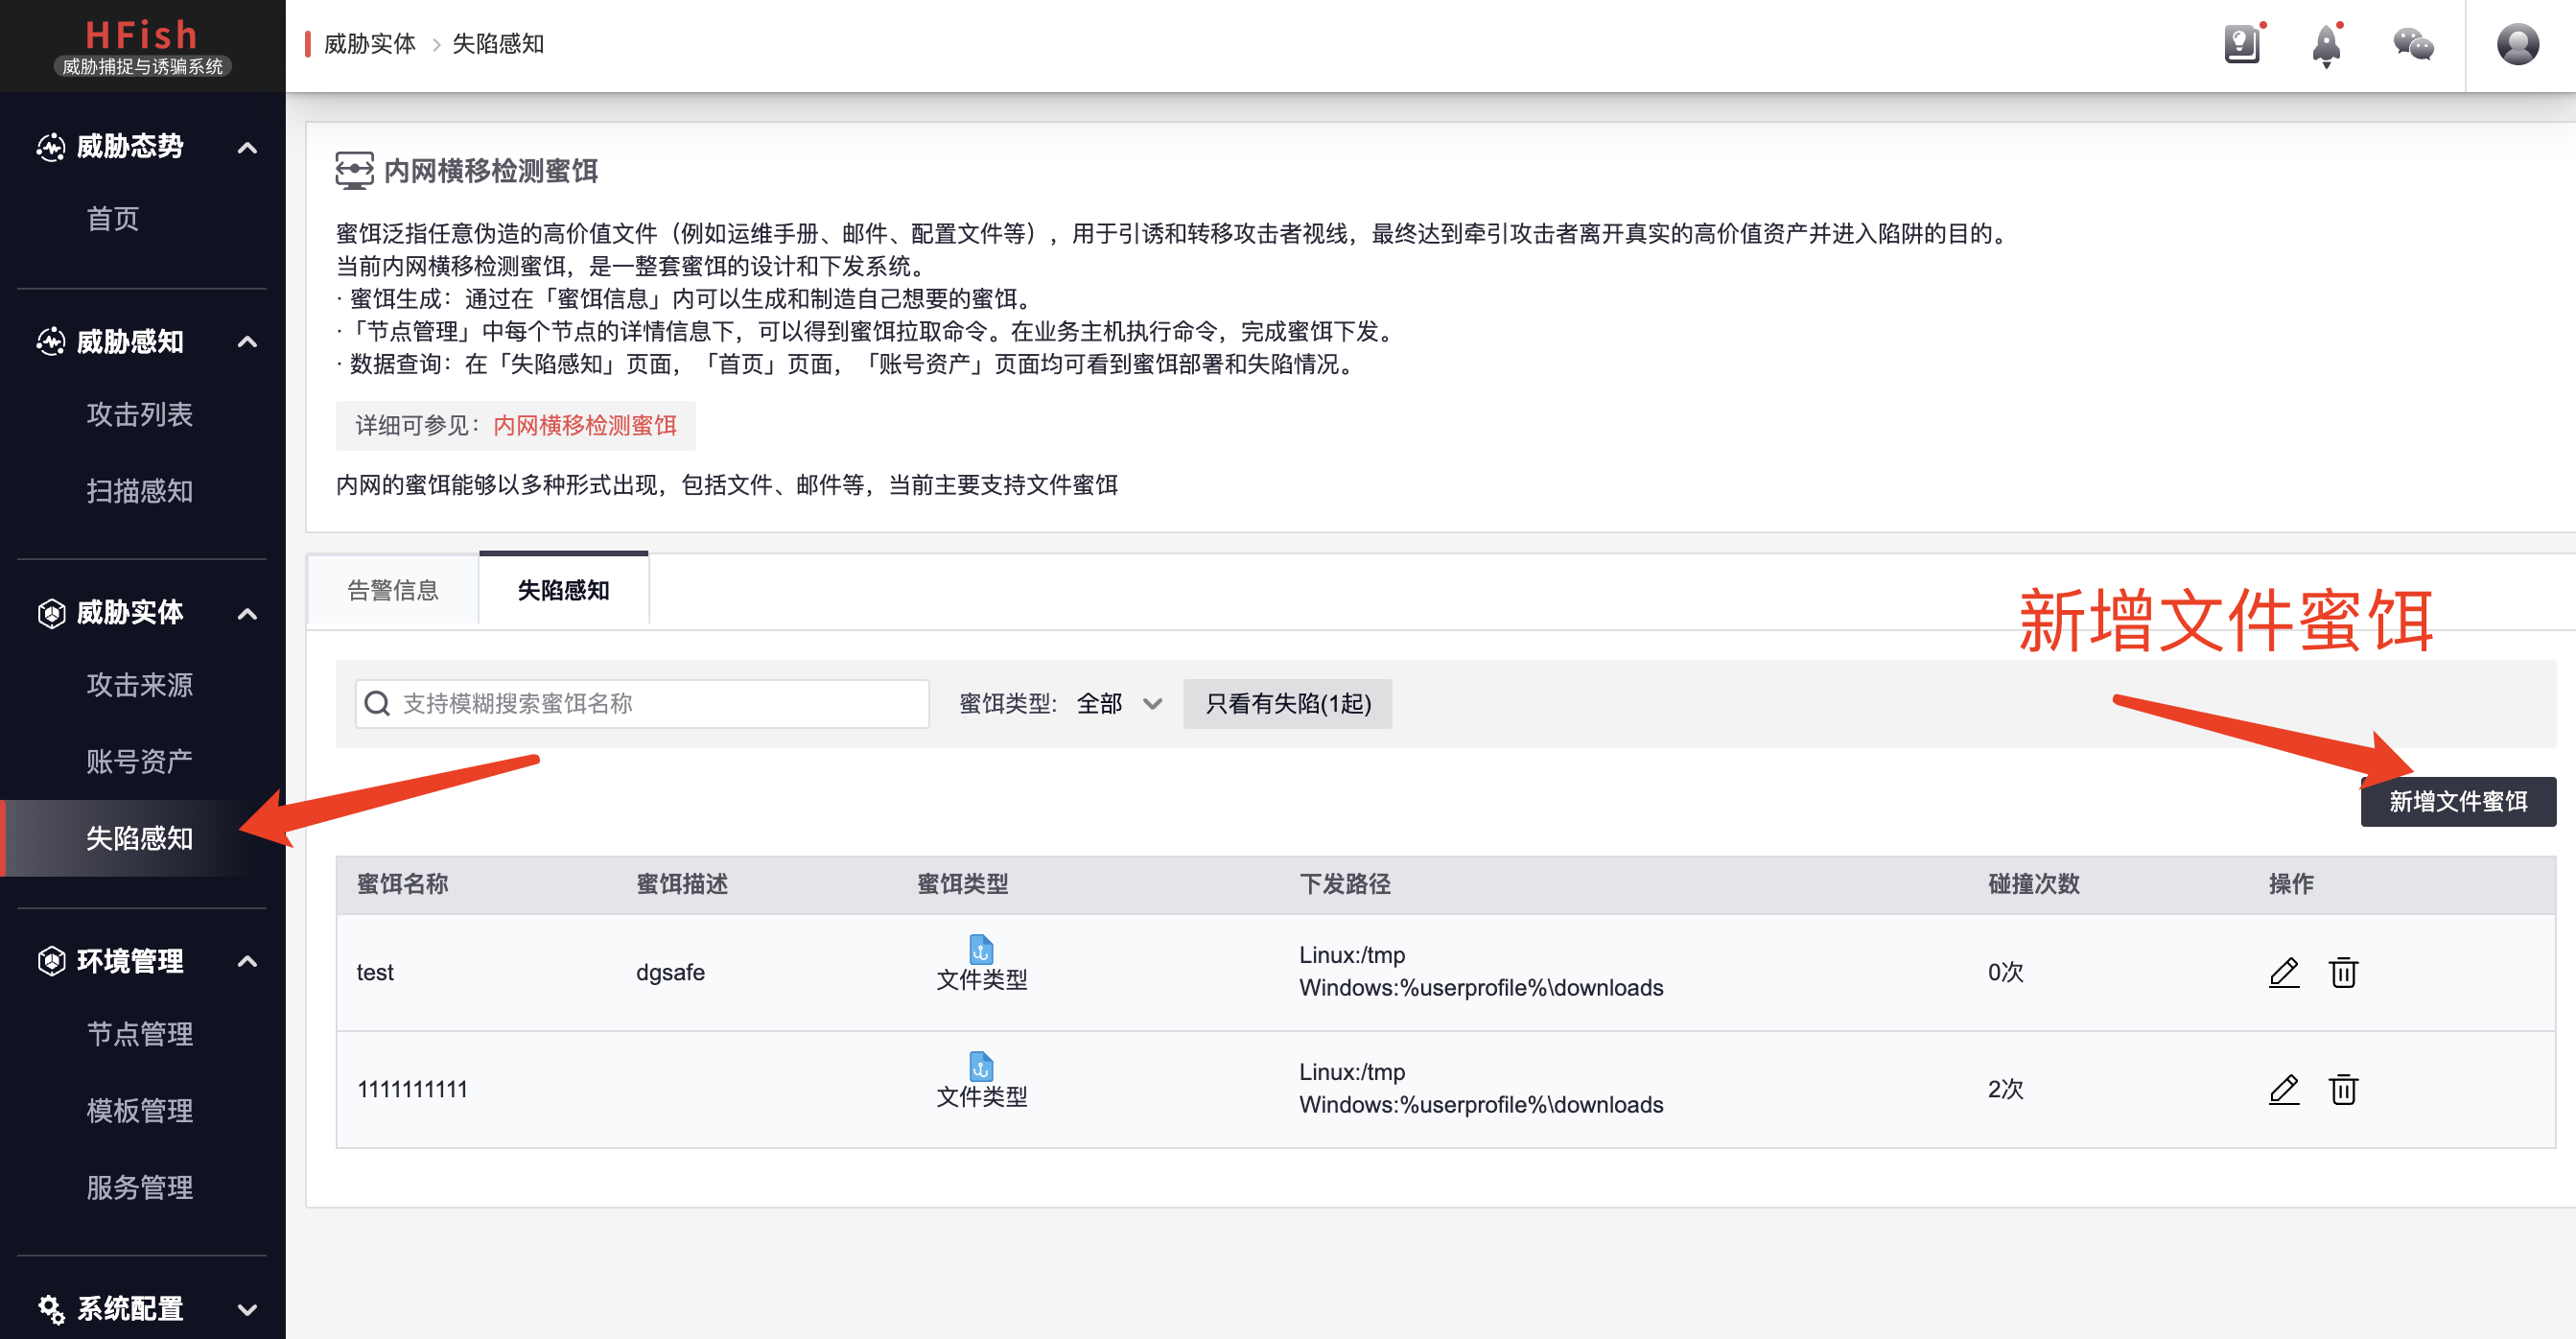 HFish
威胁捕捉与诱骗系统
威胁态势
首页
威胁感知
攻击列表
扫描感知
威胁实体
攻击来源
账号资产
失陷感知
环境管理
节点管理
模板管理
服务管理
系统配置
威胁实体 > 失陷感知
内网横移检测蜜饵
蜜饵泛指任意伪造的高价值文件（例如运维手册、邮件、配置文件等），用于引诱和转移攻击者视线，最终达到牵引攻击者离开真实的高价值资产并进入陷阱的目的。
当前内网横移检测蜜饵，是一整套蜜饵的设计和下发系统。
· 蜜饵生成：通过在「蜜饵信息」内可以生成和制造自己想要的蜜饵。
·「节点管理」中每个节点的详情信息下，可以得到蜜饵拉取命令。在业务主机执行命令，完成蜜饵下发。
· 数据查询：在「失陷感知」页面，「首页」页面，「账号资产」页面均可看到蜜饵部署和失陷情况。
详细可参见：内网横移检测蜜饵
内网的蜜饵能够以多种形式出现，包括文件、邮件等，当前主要支持文件蜜饵
告警信息 失陷感知
新增文件蜜饵
支持模糊搜索蜜饵名称 蜜饵类型: 全部 只看有失陷(1起)
新增文件蜜饵
蜜饵名称 蜜饵描述 蜜饵类型 下发路径 碰撞次数 操作
test dgsafe 文件类型 Linux:/tmp 0次
Windows:%userprofile%\downloads
1111111111 文件类型 Linux:/tmp 2次
Windows:%userprofile%\downloads